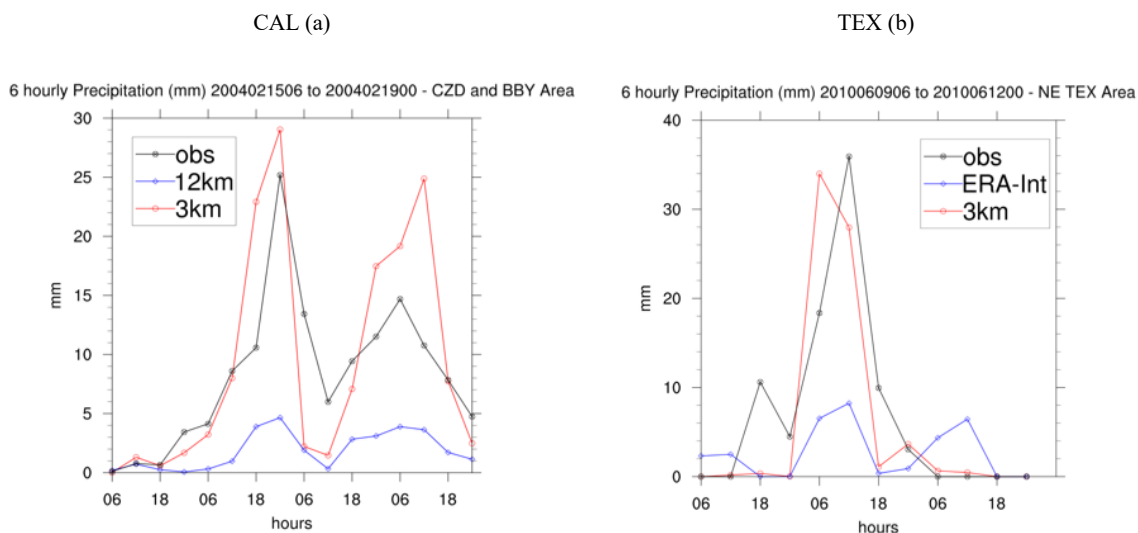 CAL (a)
6 hourly Precipitation (mm) 2004021506 to 2004021900 - CZD and BBY Area
30
25
20
15
10
5
0
mm
obs
12km
3km
06 18 06 18 06 18 06 18
hours
TEX (b)
6 hourly Precipitation (mm) 2010060906 to 2010061200 - NE TEX Area
40
30
20
10
0
mm
obs
ERA-Int
3km
06 18 06 18 06 18
hours